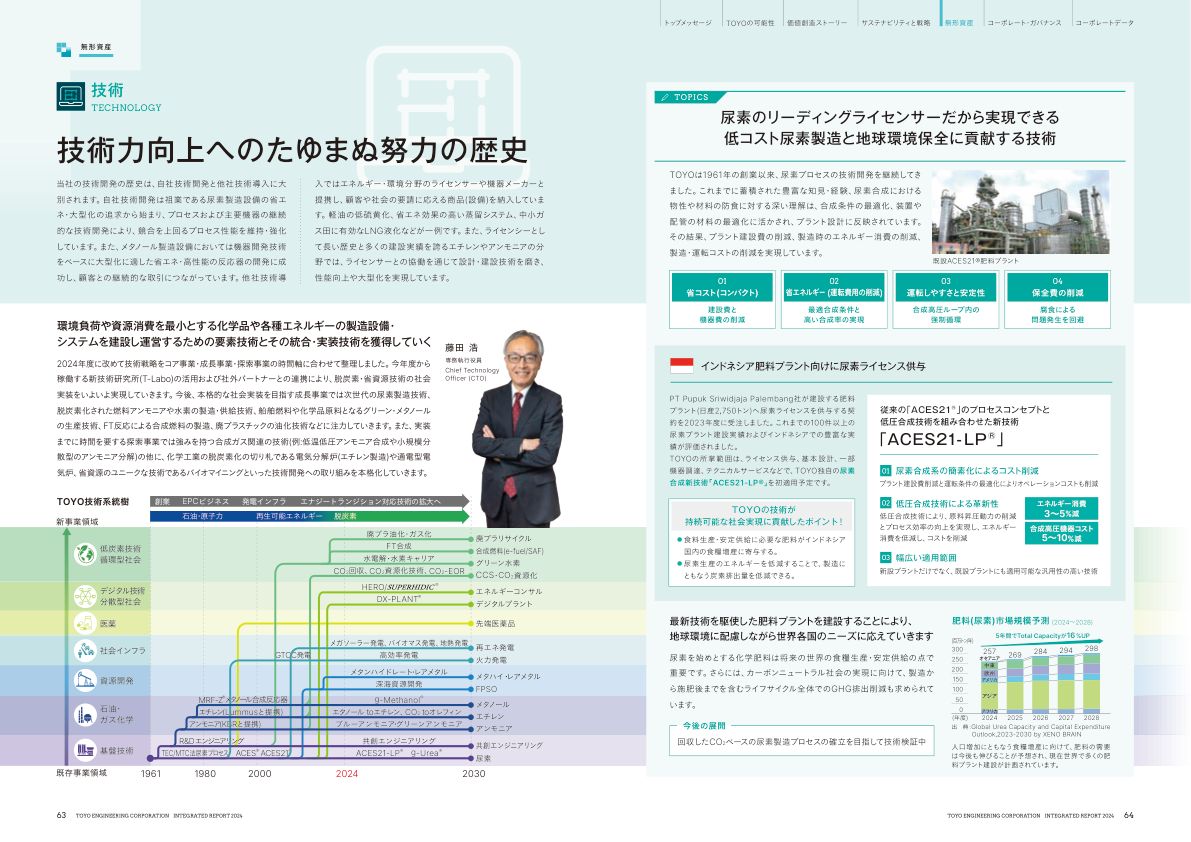 トップメッセージ
TOYOの可能性
価値創造ストーリー
サステナビリティと戦略
無形資産
コーポレート・ガバナンス
コーポレートデータ
無形資産
技術
TECHNOLOGY
技術力向上へのたゆまぬ努力の歴史
当社の技術開発の歴史は、自社技術開発と他社技術導入に大
別されます。自社技術開発は祖業である尿素製造設備の省エ
ネ・大型化の追求から始まり、プロセスおよび主要機器の継続
的な技術開発により、競合を上回るプロセス性能を維持・強化
しています。また、メタノール製造設備においては機器開発技術
をベースに大型化に適した省エネ・高性能の反応器の開発に成
功し、顧客との継続的な取引につながっています。他社技術導
入ではエネルギー・環境分野のライセンサーや機器メーカーと
提携し、顧客や社会の要請に応える商品(設備)を納入していま
す。軽油の低硫黄化、省エネ効果の高い蒸留システム、中小ガ
ス田に有効なLNG液化などが一例です。また、ライセンシーとし
て長い歴史と多くの建設実績を誇るエチレンやアンモニアの分
野では、ライセンサーとの協働を通じて設計・建設技術を磨き、
性能向上や大型化を実現しています。
環境負荷や資源消費を最小とする化学品や各種エネルギーの製造設備・
システムを建設し運営するための要素技術とその統合・実装技術を獲得していく
2024年度に改めて技術戦略をコア事業・成長事業・探索事業の時間軸に合わせて整理しました。今年度から
稼働する新技術研究所(T-Labo)の活用および社外パートナーとの連携により、脱炭素・省資源技術の社会
実装をいよいよ実現していきます。今後、本格的な社会実装を目指す成長事業では次世代の尿素製造技術、
脱炭素化された燃料アンモニアや水素の製造・供給技術、船舶燃料や化学品原料となるグリーン・メタノール
の生産技術、FT反応による合成燃料の製造、廃プラスチックの油化技術などに注力していきます。また、実装
までに時間を要する探索事業では強みを持つ合成ガス関連の技術(例:低温低圧アンモニア合成や小規模分
散型のアンモニア分解)の他に、化学工業の脱炭素化の切り札である電気分解炉(エチレン製造)や通電型電
気炉、省資源のユニークな技術であるバイオマイニングといった技術開発への取り組みを本格化していきます。
藤田 浩
専務執行役員
Chief Technology
Officer (CTO)
TOYO技術系統樹
創業 EPCビジネス 発電インフラ エナジートランジション対応技術の拡大へ
石油・原子力 再生可能エネルギー 脱炭素
新事業領域
低炭素技術
循環型社会
デジタル技術
分散型社会
医薬
社会インフラ
資源開発
石油・
ガス化学
基盤技術
廃プラ油化・ガス化
廃プラリサイクル
FT合成
合成燃料(e-fuel/SAF)
水電解・水素キャリア
グリーン水素
CO₂回収、CO₂資源化技術、CO₂-EOR
CCS・CO₂資源化
HERO/SUPERHIDIC®
エネルギーコンサル
DX-PLANT®
デジタルプラント
先端医薬品
メガソーラー発電、バイオマス発電、地熱発電
再エネ発電
GTCC発電
高効率発電
火力発電
メタンハイドレート・レアメタル
メタハイ・レアメタル
深海資源開発
FPSO
MRF-Z®メタノール合成反応器
g-Methanol®
メタノール
エチレン(Lummusと提携)
エタノール toエチレン、CO₂ toオレフィン
エチレン
アンモニア(KBRと提携)
ブルーアンモニア・グリーンアンモニア
アンモニア
R&Dエンジニアリング
共創エンジニアリング
共創エンジニアリング
TEC/MTC法尿素プロセス
ACES® ACES21®
ACES21-LP® g-Urea®
尿素
既存事業領域
1961
1980
2000
2024
2030
63 TOYO ENGINEERING CORPORATION INTEGRATED REPORT 2024
TOPICS
尿素のリーディングライセンサーだから実現できる
低コスト尿素製造と地球環境保全に貢献する技術
TOYOは1961年の創業以来、尿素プロセスの技術開発を継続してき
ました。これまでに蓄積された豊富な知見・経験、尿素合成における
物性や材料の防食に対する深い理解は、合成条件の最適化、装置や
配管の材料の最適化に活かされ、プラント設計に反映されています。
その結果、プラント建設費の削減、製造時のエネルギー消費の削減、
製造・運転コストの削減を実現しています。
既設ACES21®肥料プラント
01
省コスト(コンパクト)
建設費と
機器費の削減
02
省エネルギー (運転費用の削減)
最適合成条件と
高い合成率の実現
03
運転しやすさと安定性
合成高圧ループ内の
強制循環
04
保全費の削減
腐食による
問題発生を回避
インドネシア肥料プラント向けに尿素ライセンス供与
PT Pupuk Sriwidjaja Palembang社が建設する肥料
プラント(日産2,750トン)へ尿素ライセンスを供与する契
約を2023年度に受注しました。これまでの100件以上の
尿素プラント建設実績およびインドネシアでの豊富な実
績が評価されました。
TOYOの所掌範囲は、ライセンス供与、基本設計、一部
機器調達、テクニカルサービスなどで、TOYO独自の尿素
合成新技術「ACES21-LP®」を初適用予定です。
TOYOの技術が
持続可能な社会実現に貢献したポイント！
●食料生産・安定供給に必要な肥料がインドネシア
国内の食糧増産に寄与する。
●尿素生産のエネルギーを低減することで、製造に
ともなう炭素排出量を低減できる。
従来の「ACES21®」のプロセスコンセプトと
低圧合成技術を組み合わせた新技術
「ACES21-LP®」
01 尿素合成系の簡素化によるコスト削減
プラント建設費削減と運転条件の最適化によりオペレーションコストも削減
02 低圧合成技術による革新性
低圧合成技術により、原料昇圧動力の削減
とプロセス効率の向上を実現し、エネルギー
消費を低減し、コストを削減
エネルギー消費
3～5%減
合成高圧機器コスト
5～10%減
03 幅広い適用範囲
新設プラントだけでなく、既設プラントにも適用可能な汎用性の高い技術
最新技術を駆使した肥料プラントを建設することにより、
地球環境に配慮しながら世界各国のニーズに応えていきます
尿素を始めとする化学肥料は将来の世界の食糧生産・安定供給の点で
重要です。さらには、カーボンニュートラル社会の実現に向けて、製造か
ら施肥後までを含むライフサイクル全体でのGHG排出削減も求められて
います。
今後の展開
回収したCO₂ベースの尿素製造プロセスの確立を目指して技術検証中
肥料(尿素)市場規模予測 (2024～2028)
5年間でTotal Capacityが16%UP
(百万t/年)
300
250
200
150
100
50
0
257
269
284
294
298
オセアニア
中東
欧州
アメリカ
アジア
アフリカ
(年度) 2024 2025 2026 2027 2028
出 典:Global Urea Capacity and Capital Expenditure
Outlook,2023-2030 by XENO BRAIN
人口増加にともなう食糧増産に向けて、肥料の需要
は今後も伸びることが予想され、現在世界で多くの肥
料プラント建設が計画されています。
TOYO ENGINEERING CORPORATION INTEGRATED REPORT 2024 64